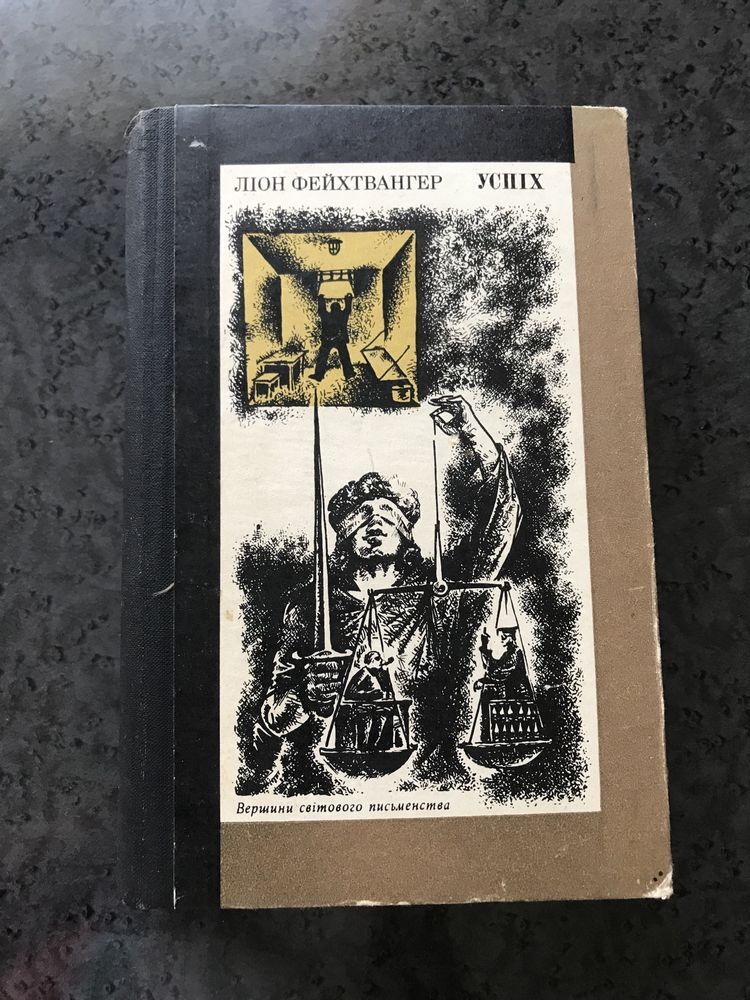 ЛІОН ФЕЙХТВАНГЕР УСПІХ
Вершини світового письменства